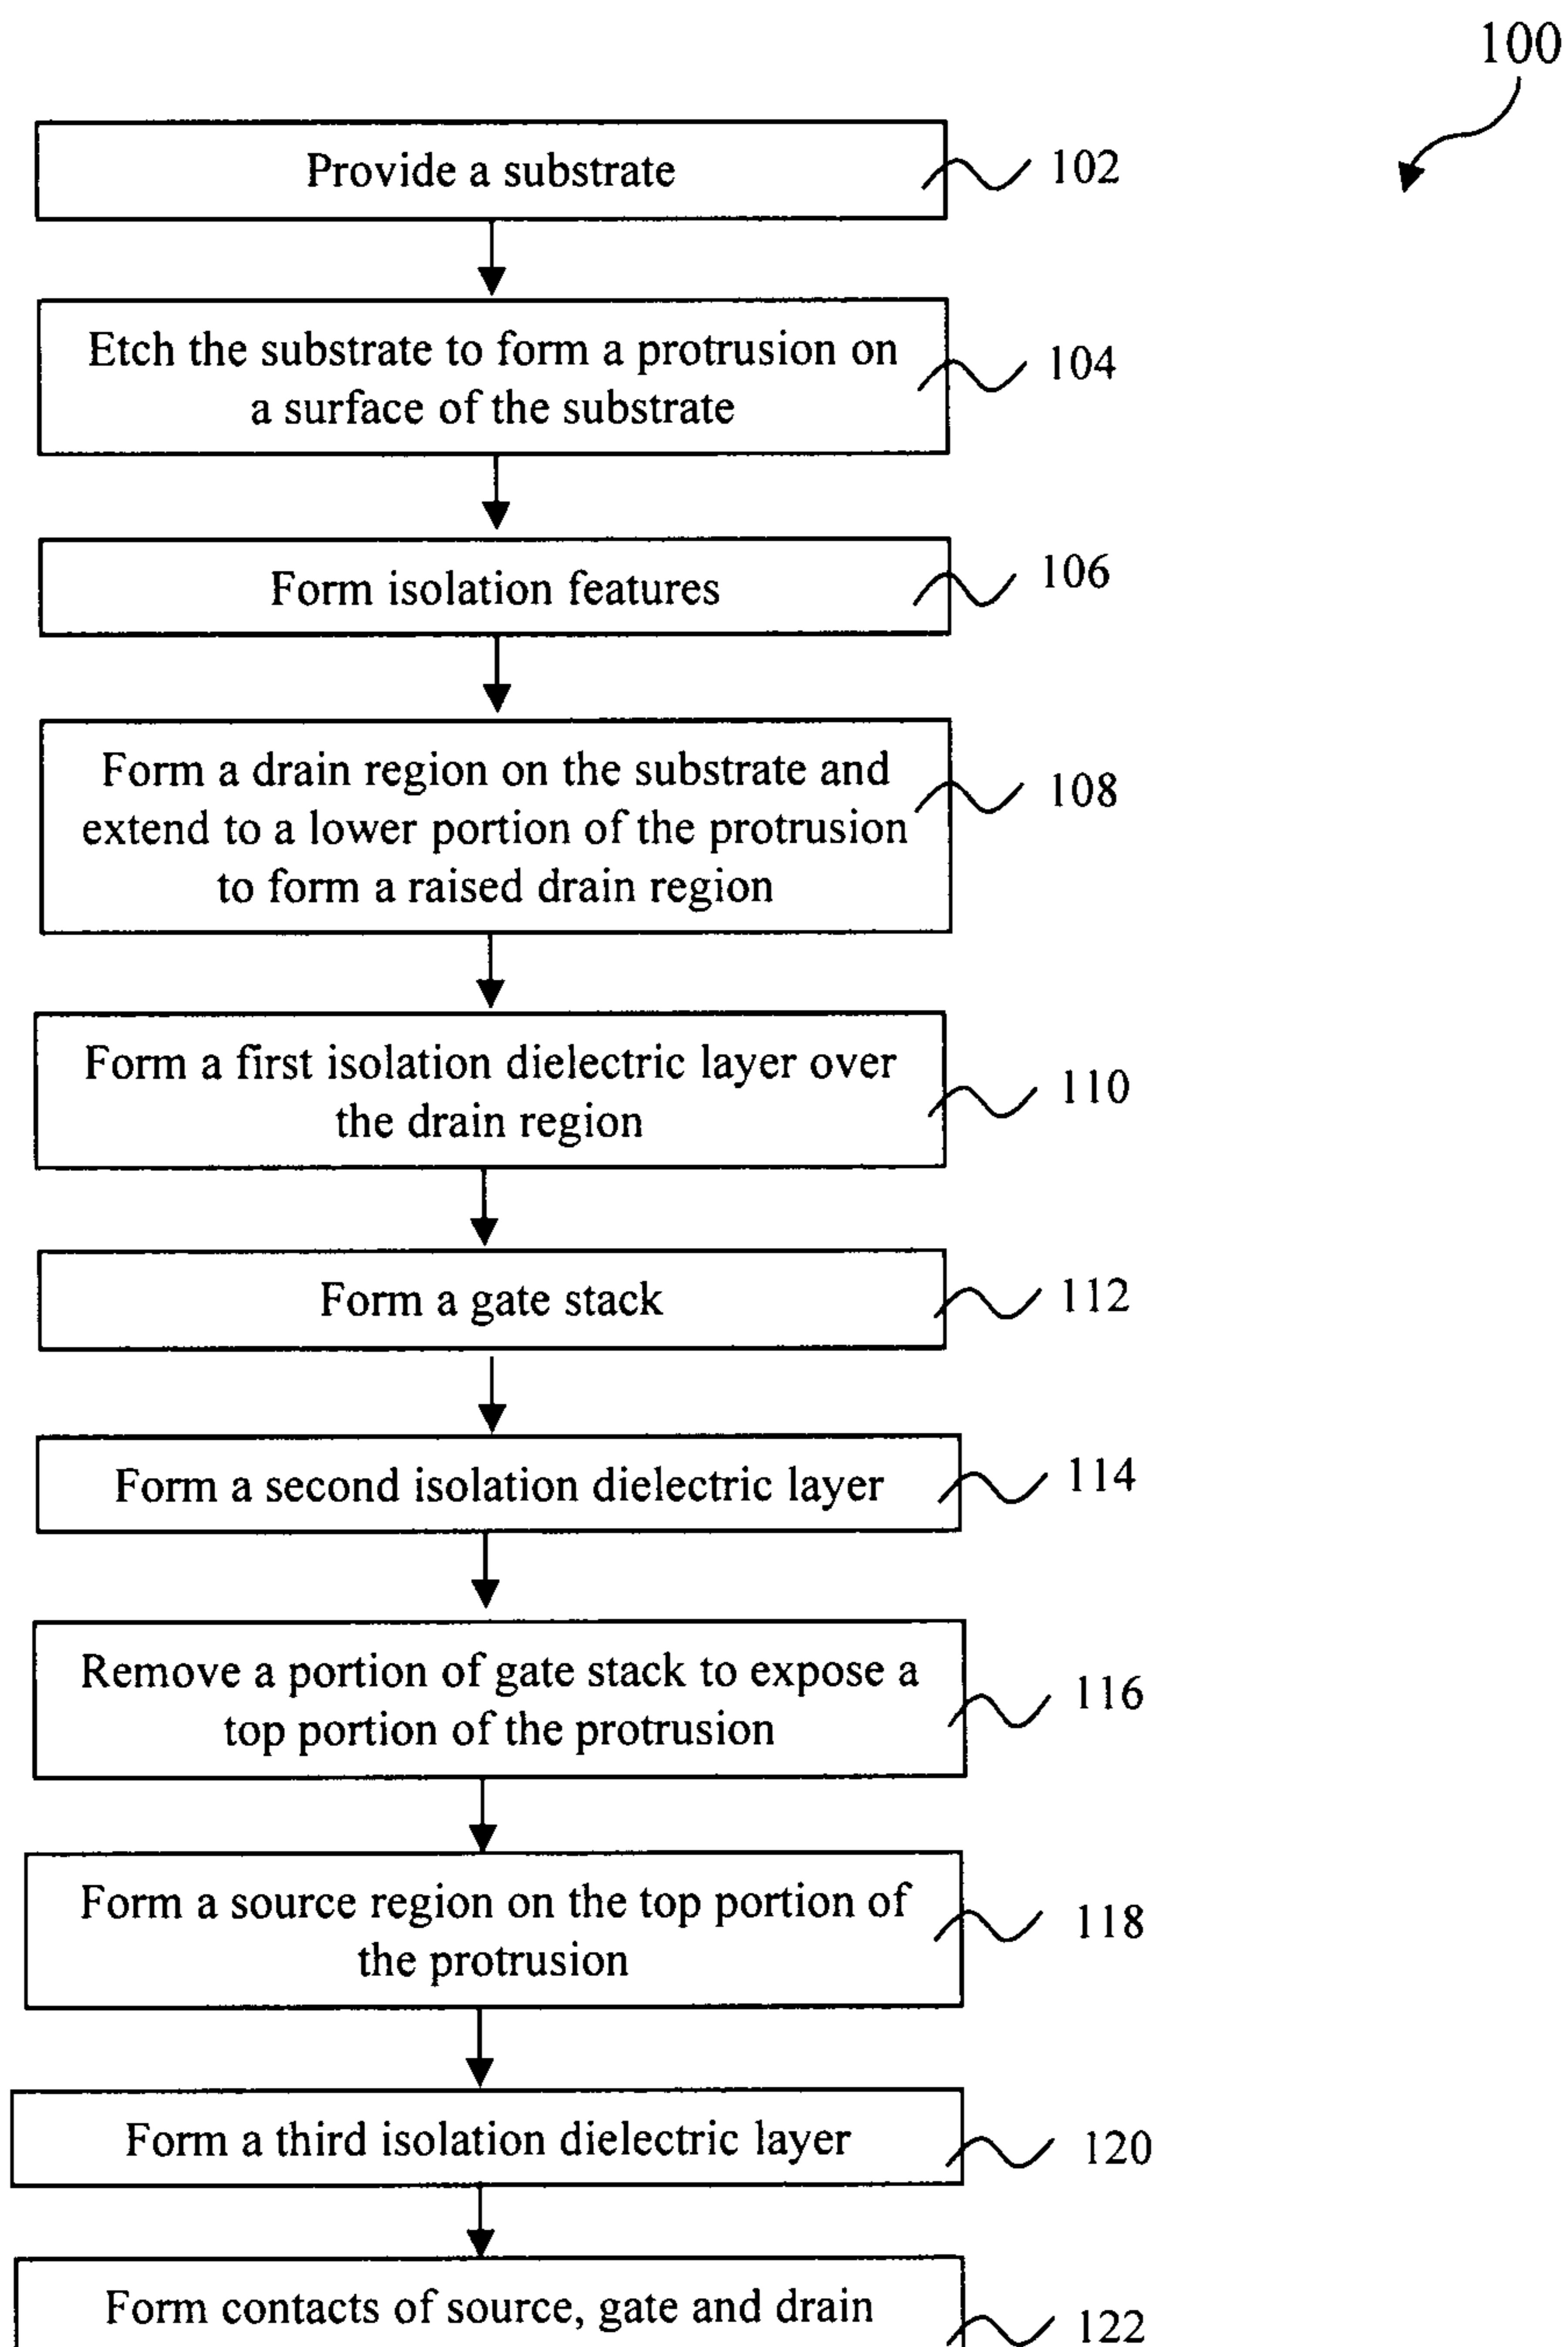 100
Provide a substrate
102
Etch the substrate to form a protrusion on
a surface of the substrate
104
Form isolation features
106
Form a drain region on the substrate and
extend to a lower portion of the protrusion
to form a raised drain region
108
Form a first isolation dielectric layer over
the drain region
110
Form a gate stack
112
Form a second isolation dielectric layer
114
Remove a portion of gate stack to expose a
top portion of the protrusion
116
Form a source region on the top portion of
the protrusion
118
Form a third isolation dielectric layer
120
Form contacts of source, gate and drain
122